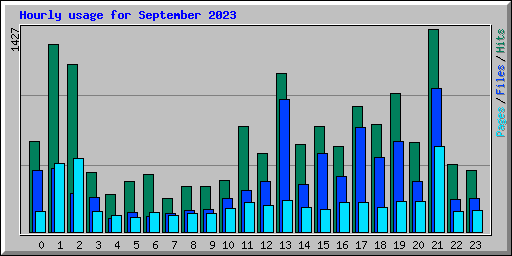 Hourly usage for September 2023
1427
Pages/Files/Hits
0 1 2 3 4 5 6 7 8 9 10 11 12 13 14 15 16 17 18 19 20 21 22 23